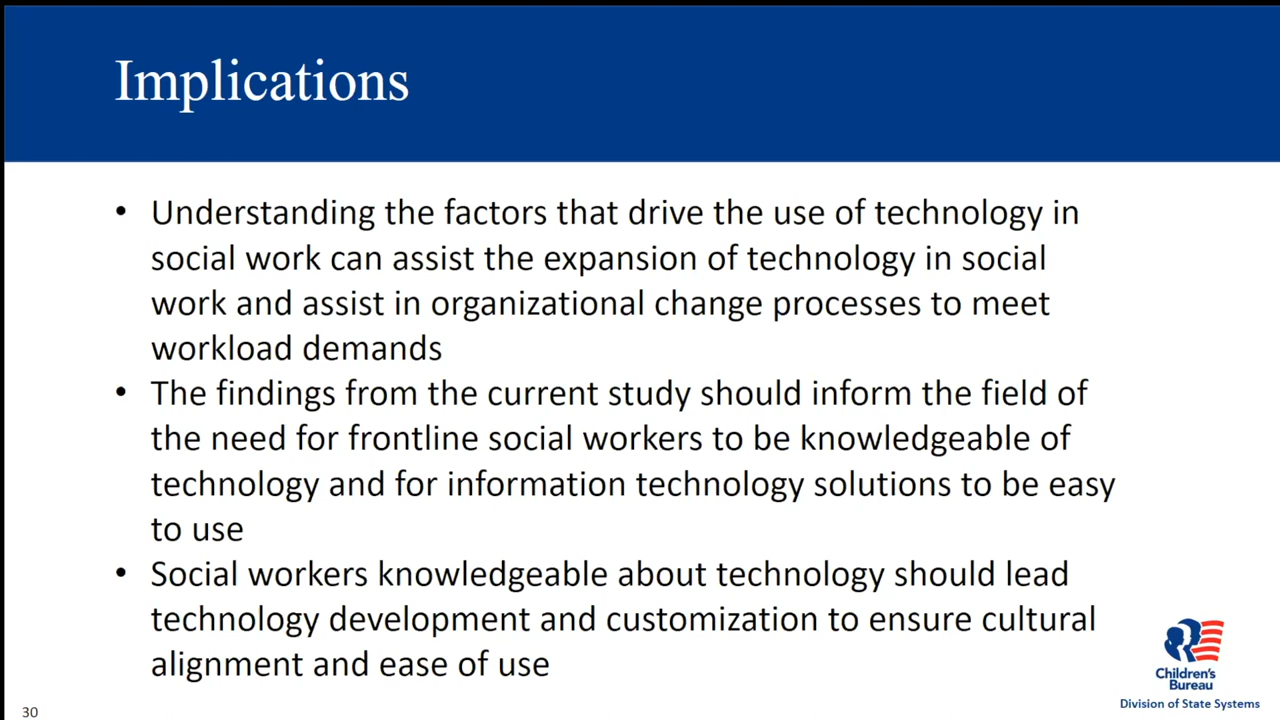 Implications
• Understanding the factors that drive the use of technology in
social work can assist the expansion of technology in social
work and assist in organizational change processes to meet
workload demands
• The findings from the current study should inform the field of
the need for frontline social workers to be knowledgeable of
technology and for information technology solutions to be easy
to use
• Social workers knowledgeable about technology should lead
technology development and customization to ensure cultural
alignment and ease of use
Children's
Bureau
Division of State Systems
30